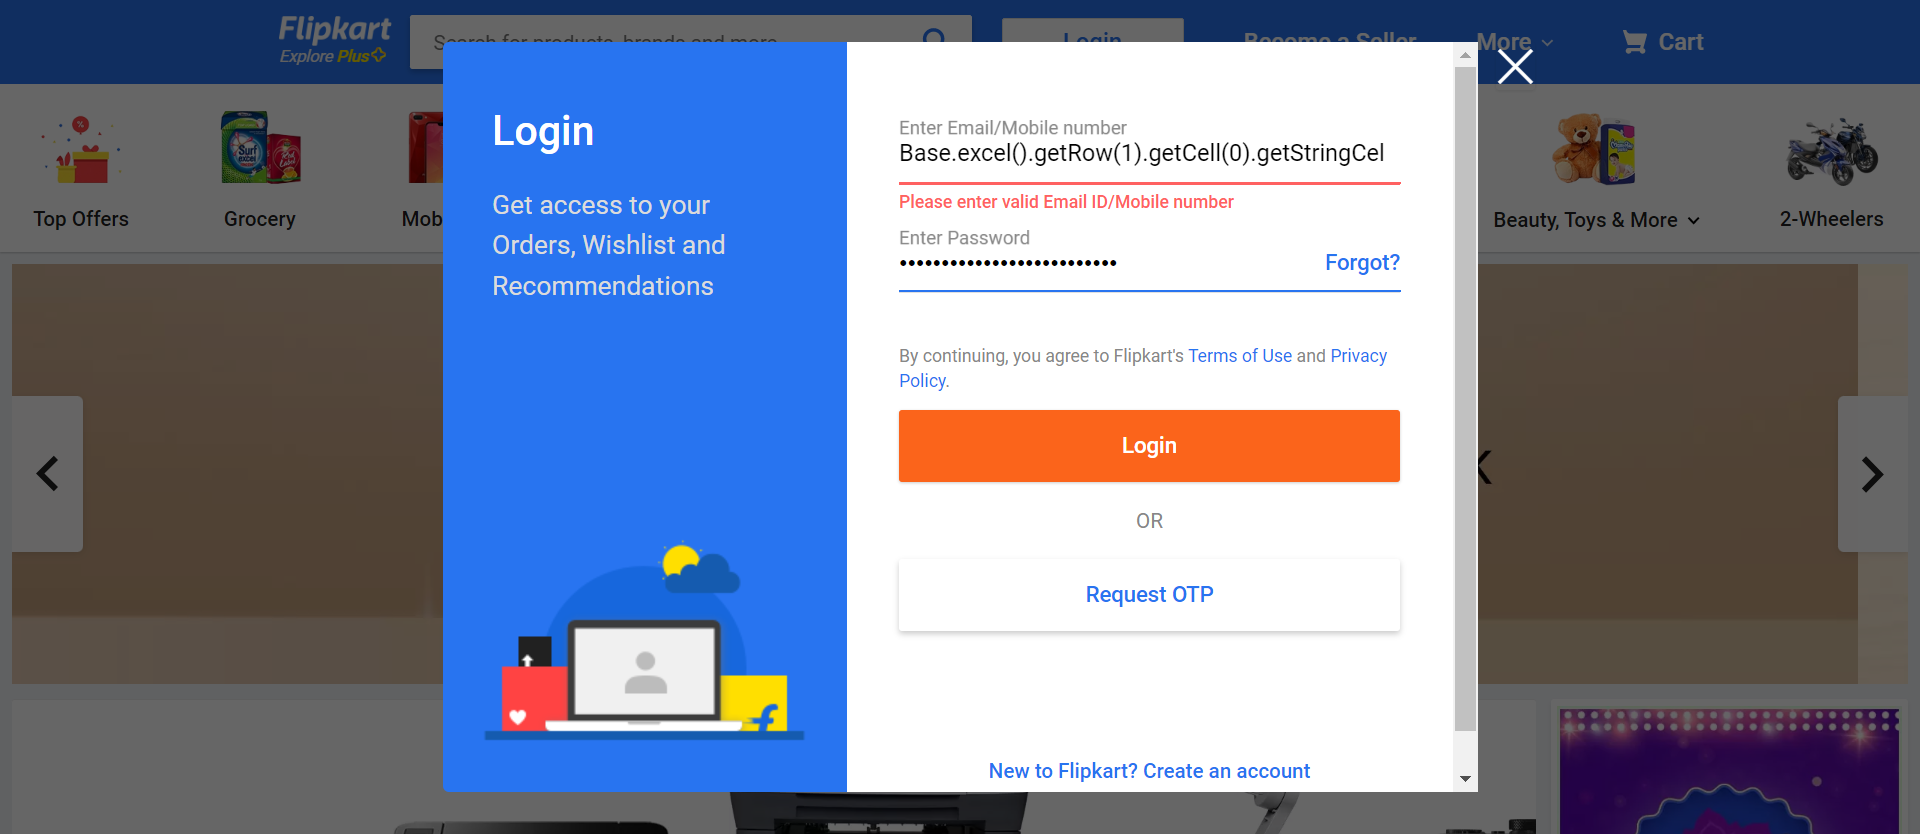 Flipkart
Explore Plus
Search for products, brands and more
Login
Become a Seller
More
Cart
Top Offers
Grocery
Mob
Beauty, Toys & More
2-Wheelers
Login
Get access to your
Orders, Wishlist and
Recommendations
Enter Email/Mobile number
Base.excel().getRow(1).getCell(0).getStringCel
Please enter valid Email ID/Mobile number
Enter Password
••••••••••••••••••••••••••
Forgot?
By continuing, you agree to Flipkart's Terms of Use and Privacy
Policy.
Login
OR
Request OTP
New to Flipkart? Create an account